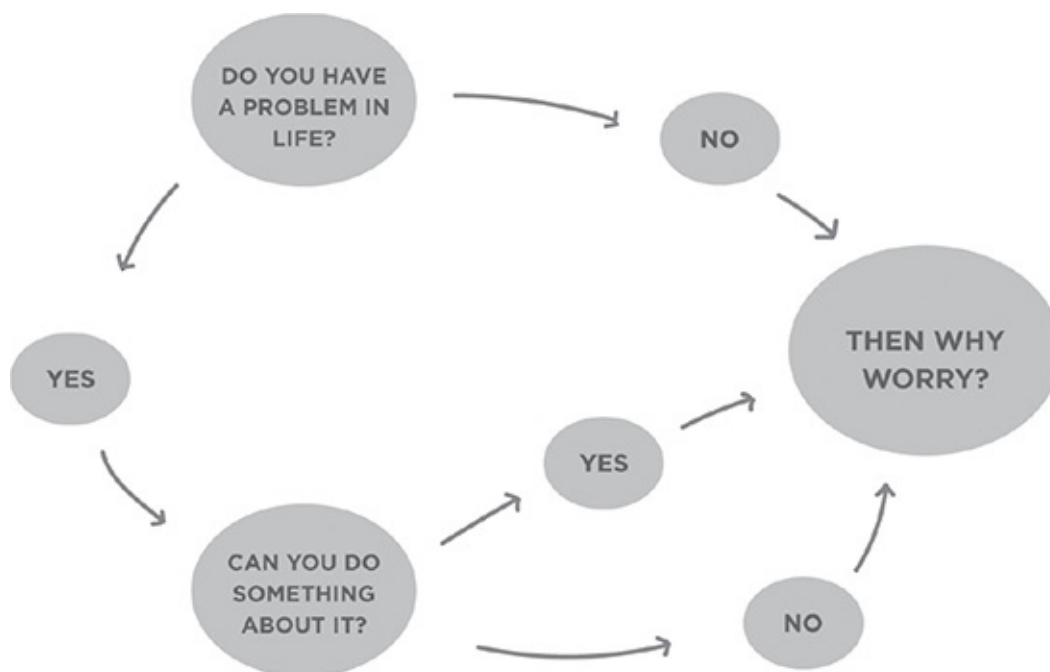 DO YOU HAVE
A PROBLEM IN
LIFE?
NO
THEN WHY
WORRY?
YES
YES
CAN YOU DO
SOMETHING
ABOUT IT?
NO